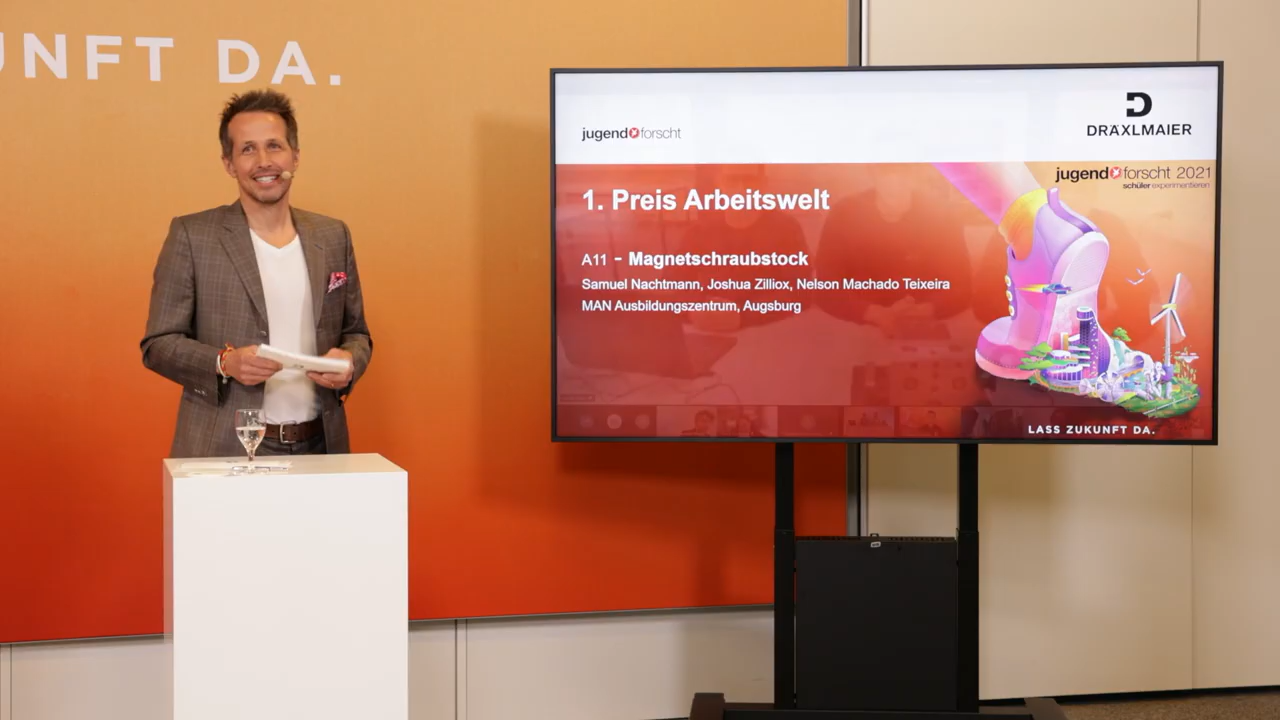 UNFT DA.
jugend forscht
DRÄXLMAIER
jugend forscht 2021
schüler experimentieren
1. Preis Arbeitswelt
A11 - Magnetschraubstock
Samuel Nachtmann, Joshua Zilliox, Nelson Machado Teixeira
MAN Ausbildungszentrum, Augsburg
LASS ZUKUNFT DA.